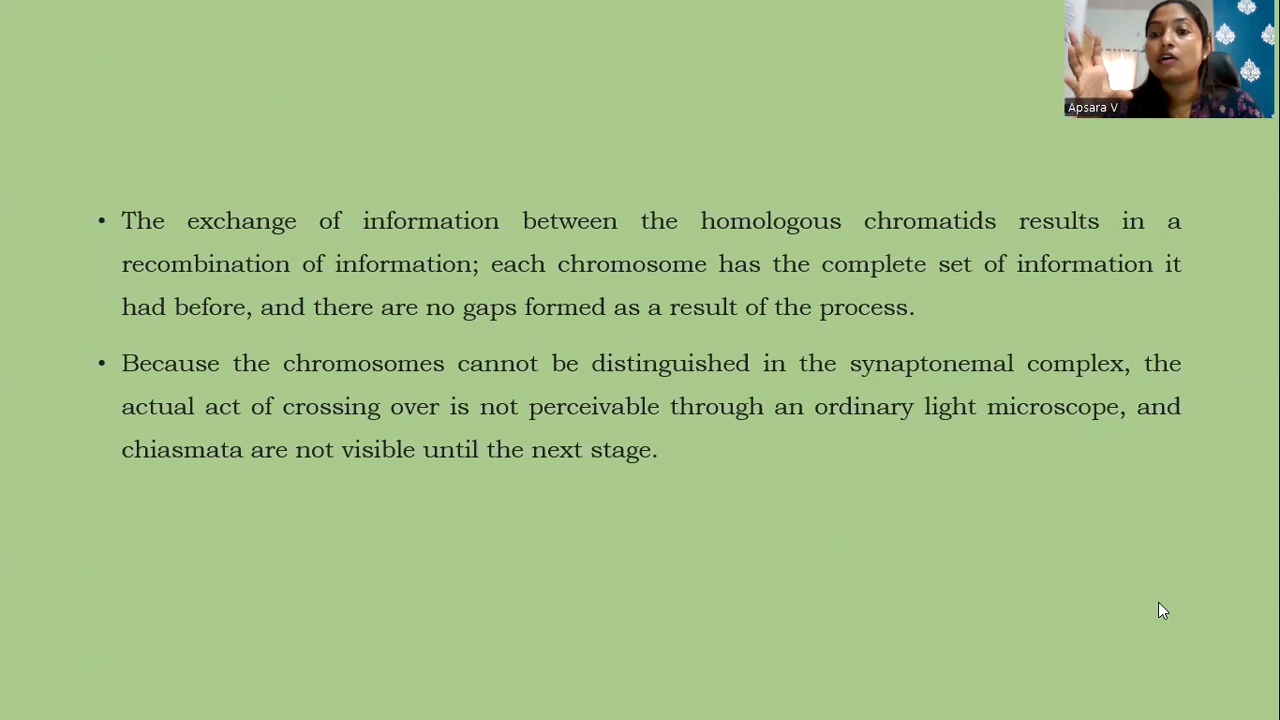 Apsara V
• The exchange of information between the homologous chromatids results in a
recombination of information; each chromosome has the complete set of information it
had before, and there are no gaps formed as a result of the process.
• Because the chromosomes cannot be distinguished in the synaptonemal complex, the
actual act of crossing over is not perceivable through an ordinary light microscope, and
chiasmata are not visible until the next stage.